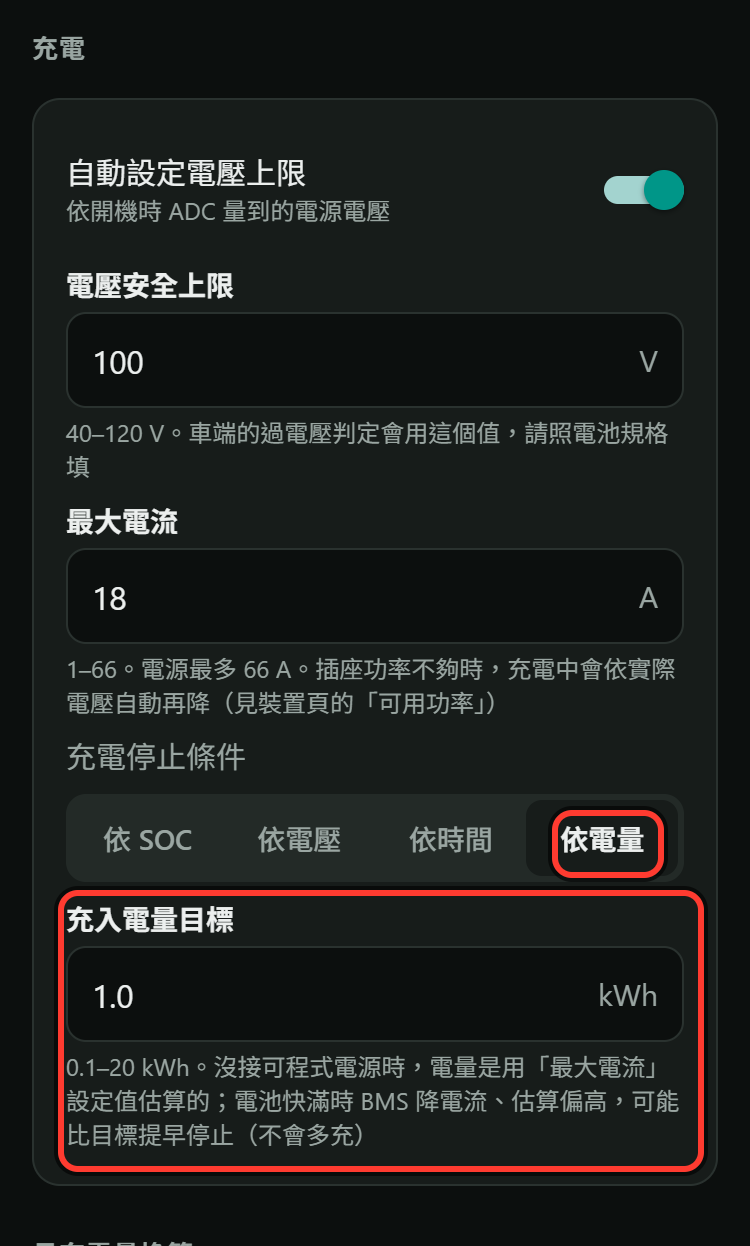 充電
自動設定電壓上限
依開機時 ADC 量到的電源電壓
電壓安全上限
100 V
40–120 V。車端的過電壓判定會用這個值，請照電池規格
填
最大電流
18 A
1–66。電源最多 66 A。插座功率不夠時，充電中會依實際
電壓自動再降（見裝置頁的「可用功率」）
充電停止條件
依 SOC 依電壓 依時間 依電量
充入電量目標
1.0 kWh
0.1–20 kWh。沒接可程式電源時，電量是用「最大電流」
設定值估算的；電池快滿時 BMS 降電流、估算偏高，可能
比目標提早停止（不會多充）